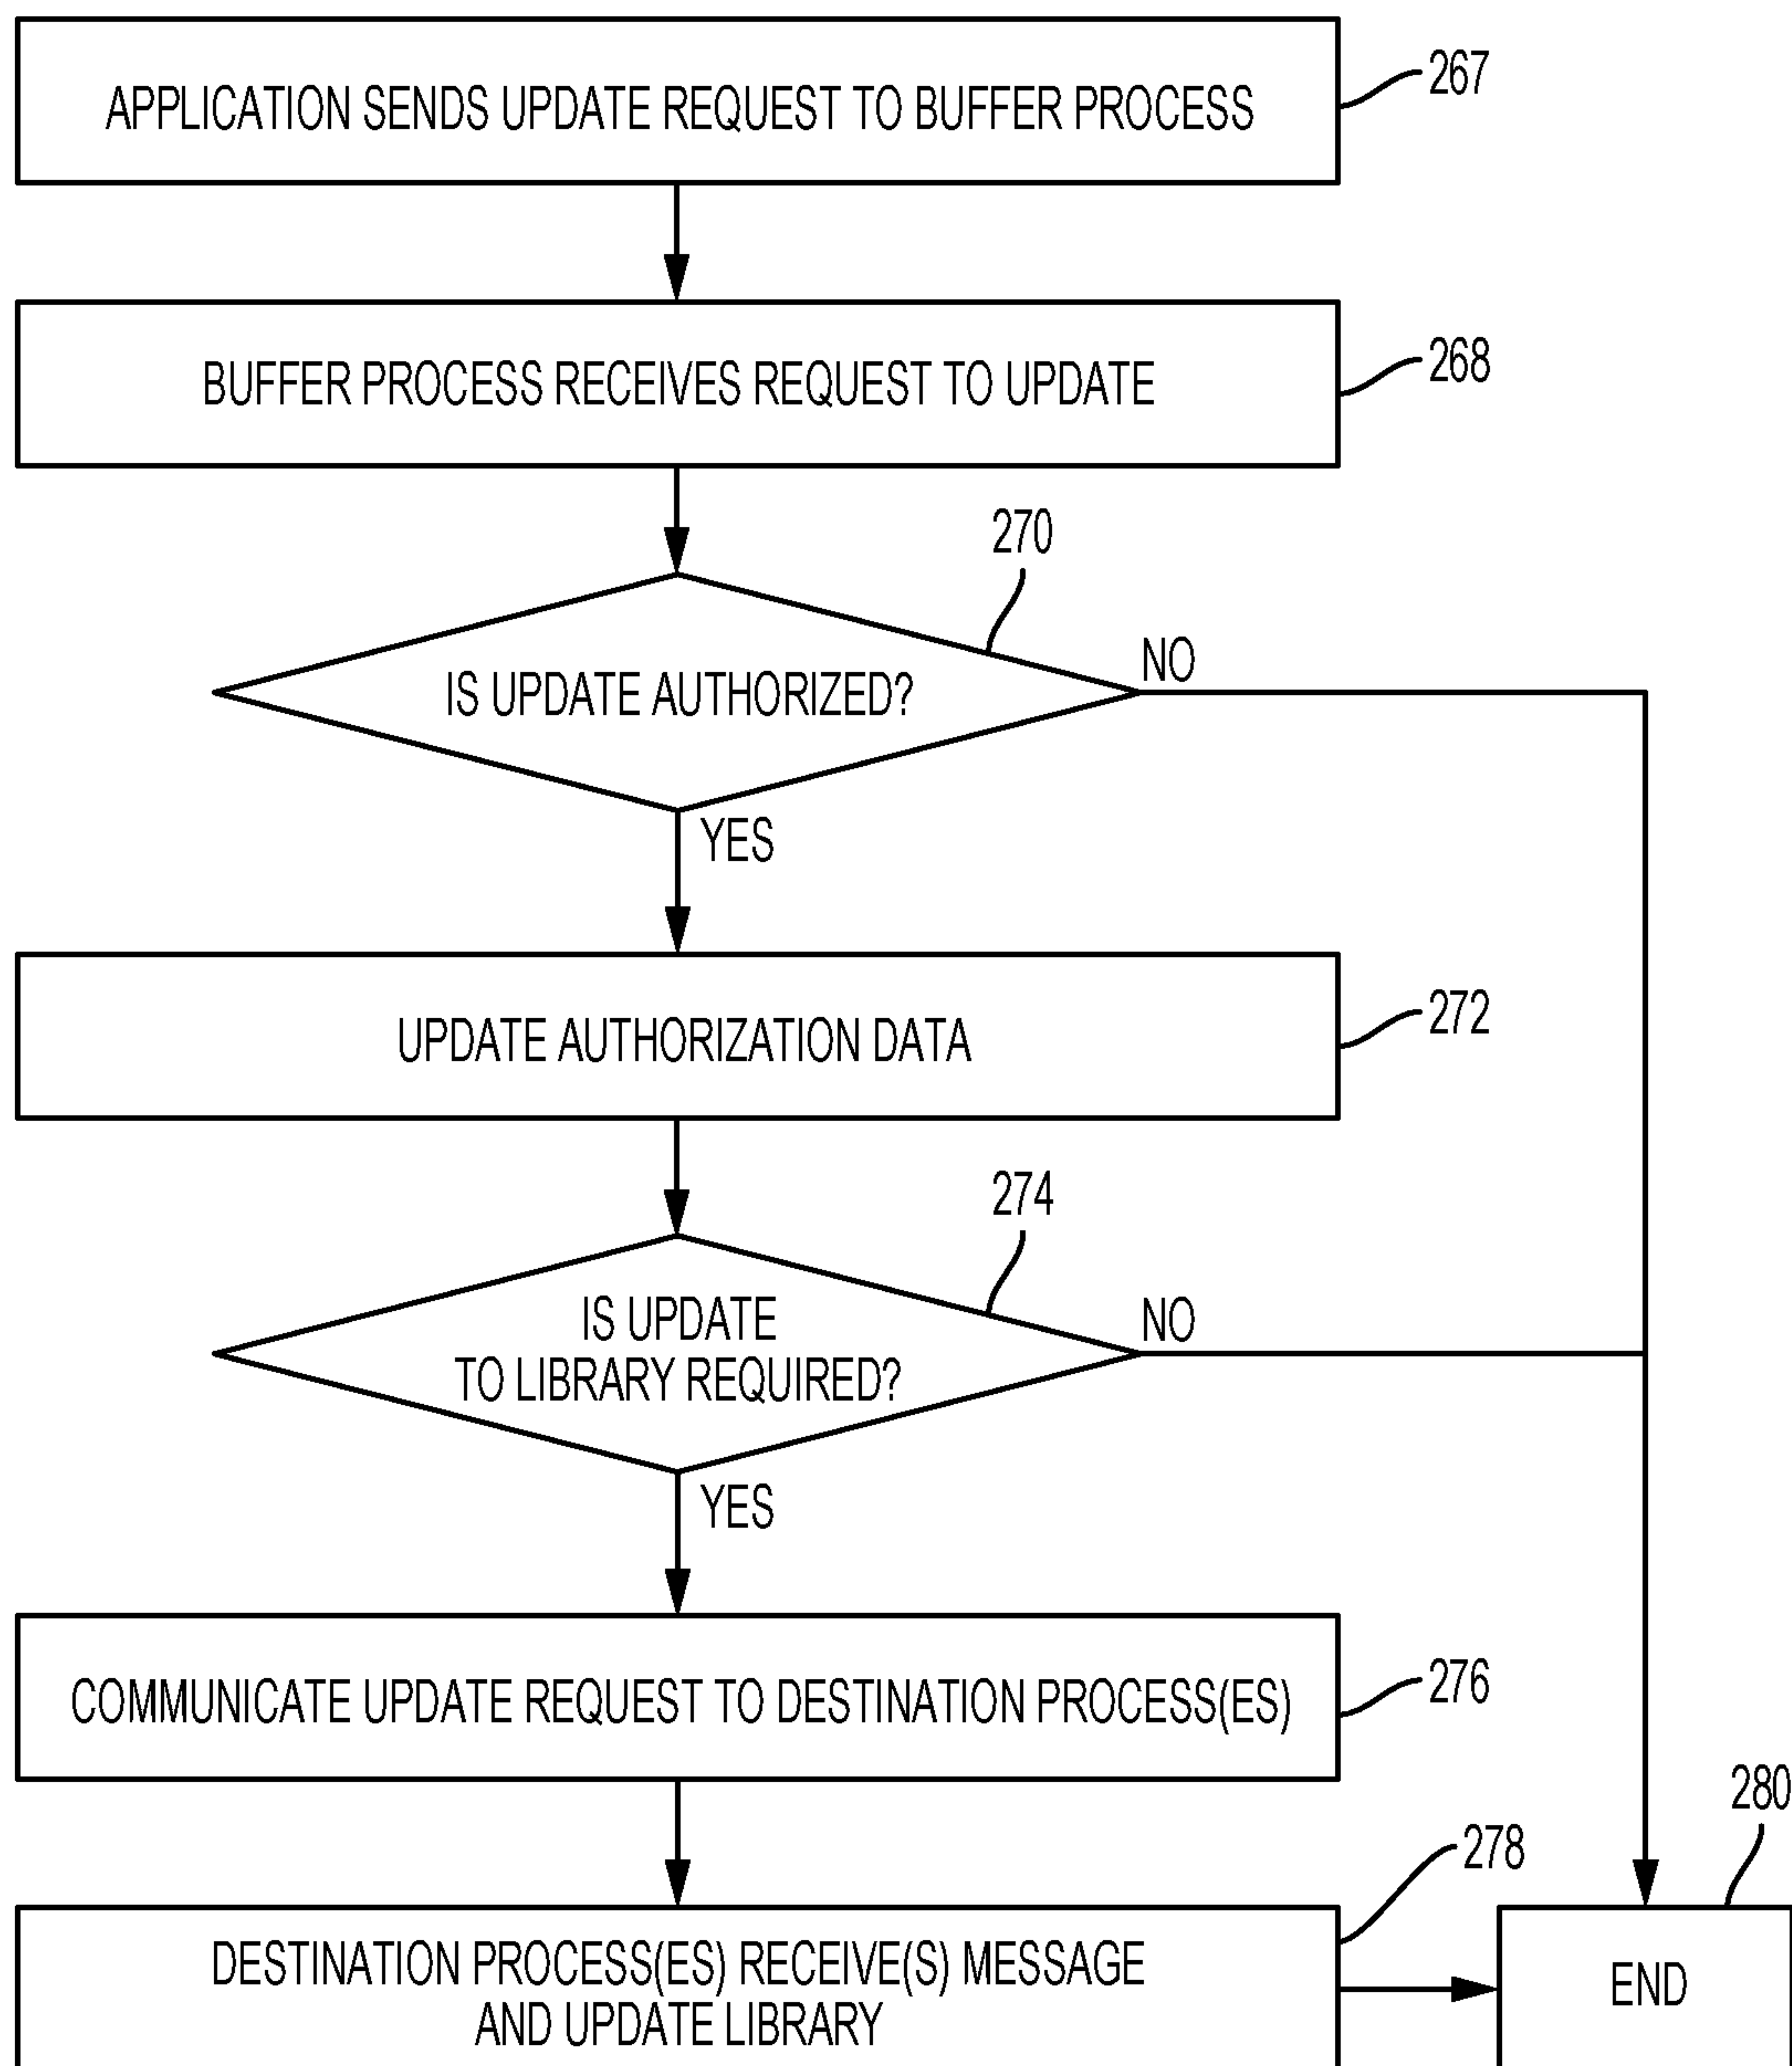 APPLICATION SENDS UPDATE REQUEST TO BUFFER PROCESS
267
BUFFER PROCESS RECEIVES REQUEST TO UPDATE
268
270
IS UPDATE AUTHORIZED?
NO
YES
UPDATE AUTHORIZATION DATA
272
274
IS UPDATE
TO LIBRARY REQUIRED?
NO
YES
COMMUNICATE UPDATE REQUEST TO DESTINATION PROCESS(ES)
276
278
280
DESTINATION PROCESS(ES) RECEIVE(S) MESSAGE
AND UPDATE LIBRARY
END